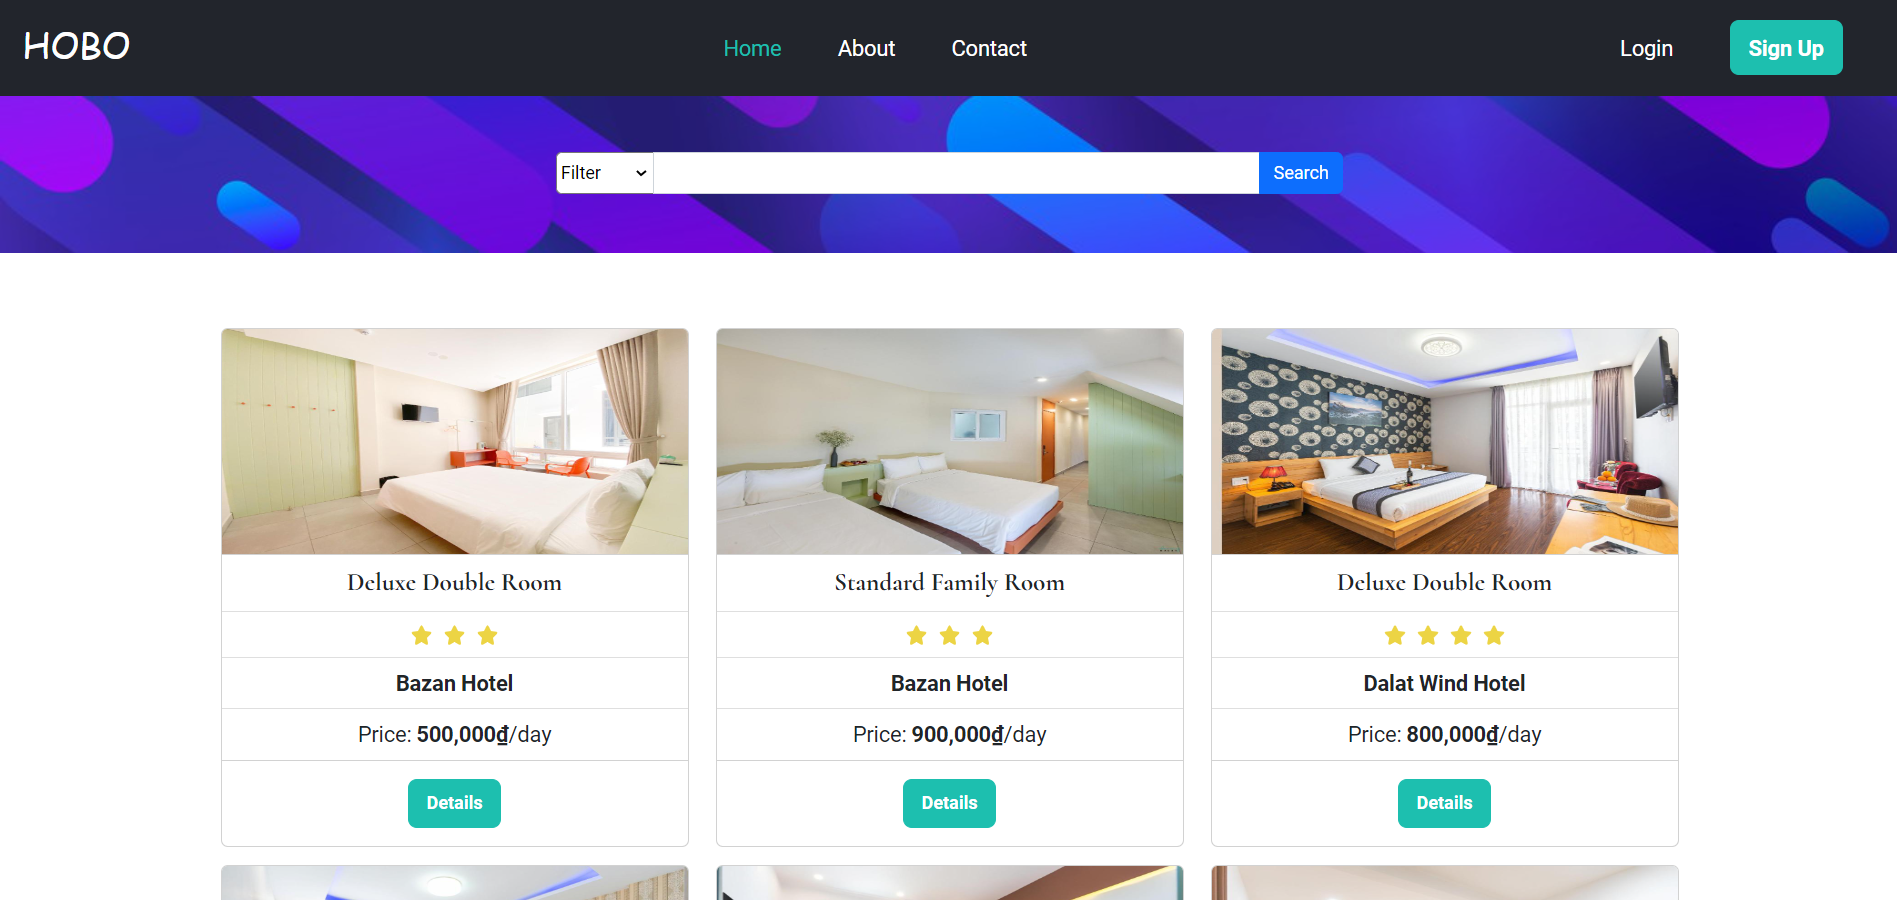 HOBO
Home About Contact
Login Sign Up
Filter Search
Deluxe Double Room
Bazan Hotel
Price: 500,000₫/day
Details
Standard Family Room
Bazan Hotel
Price: 900,000₫/day
Details
Deluxe Double Room
Dalat Wind Hotel
Price: 800,000₫/day
Details